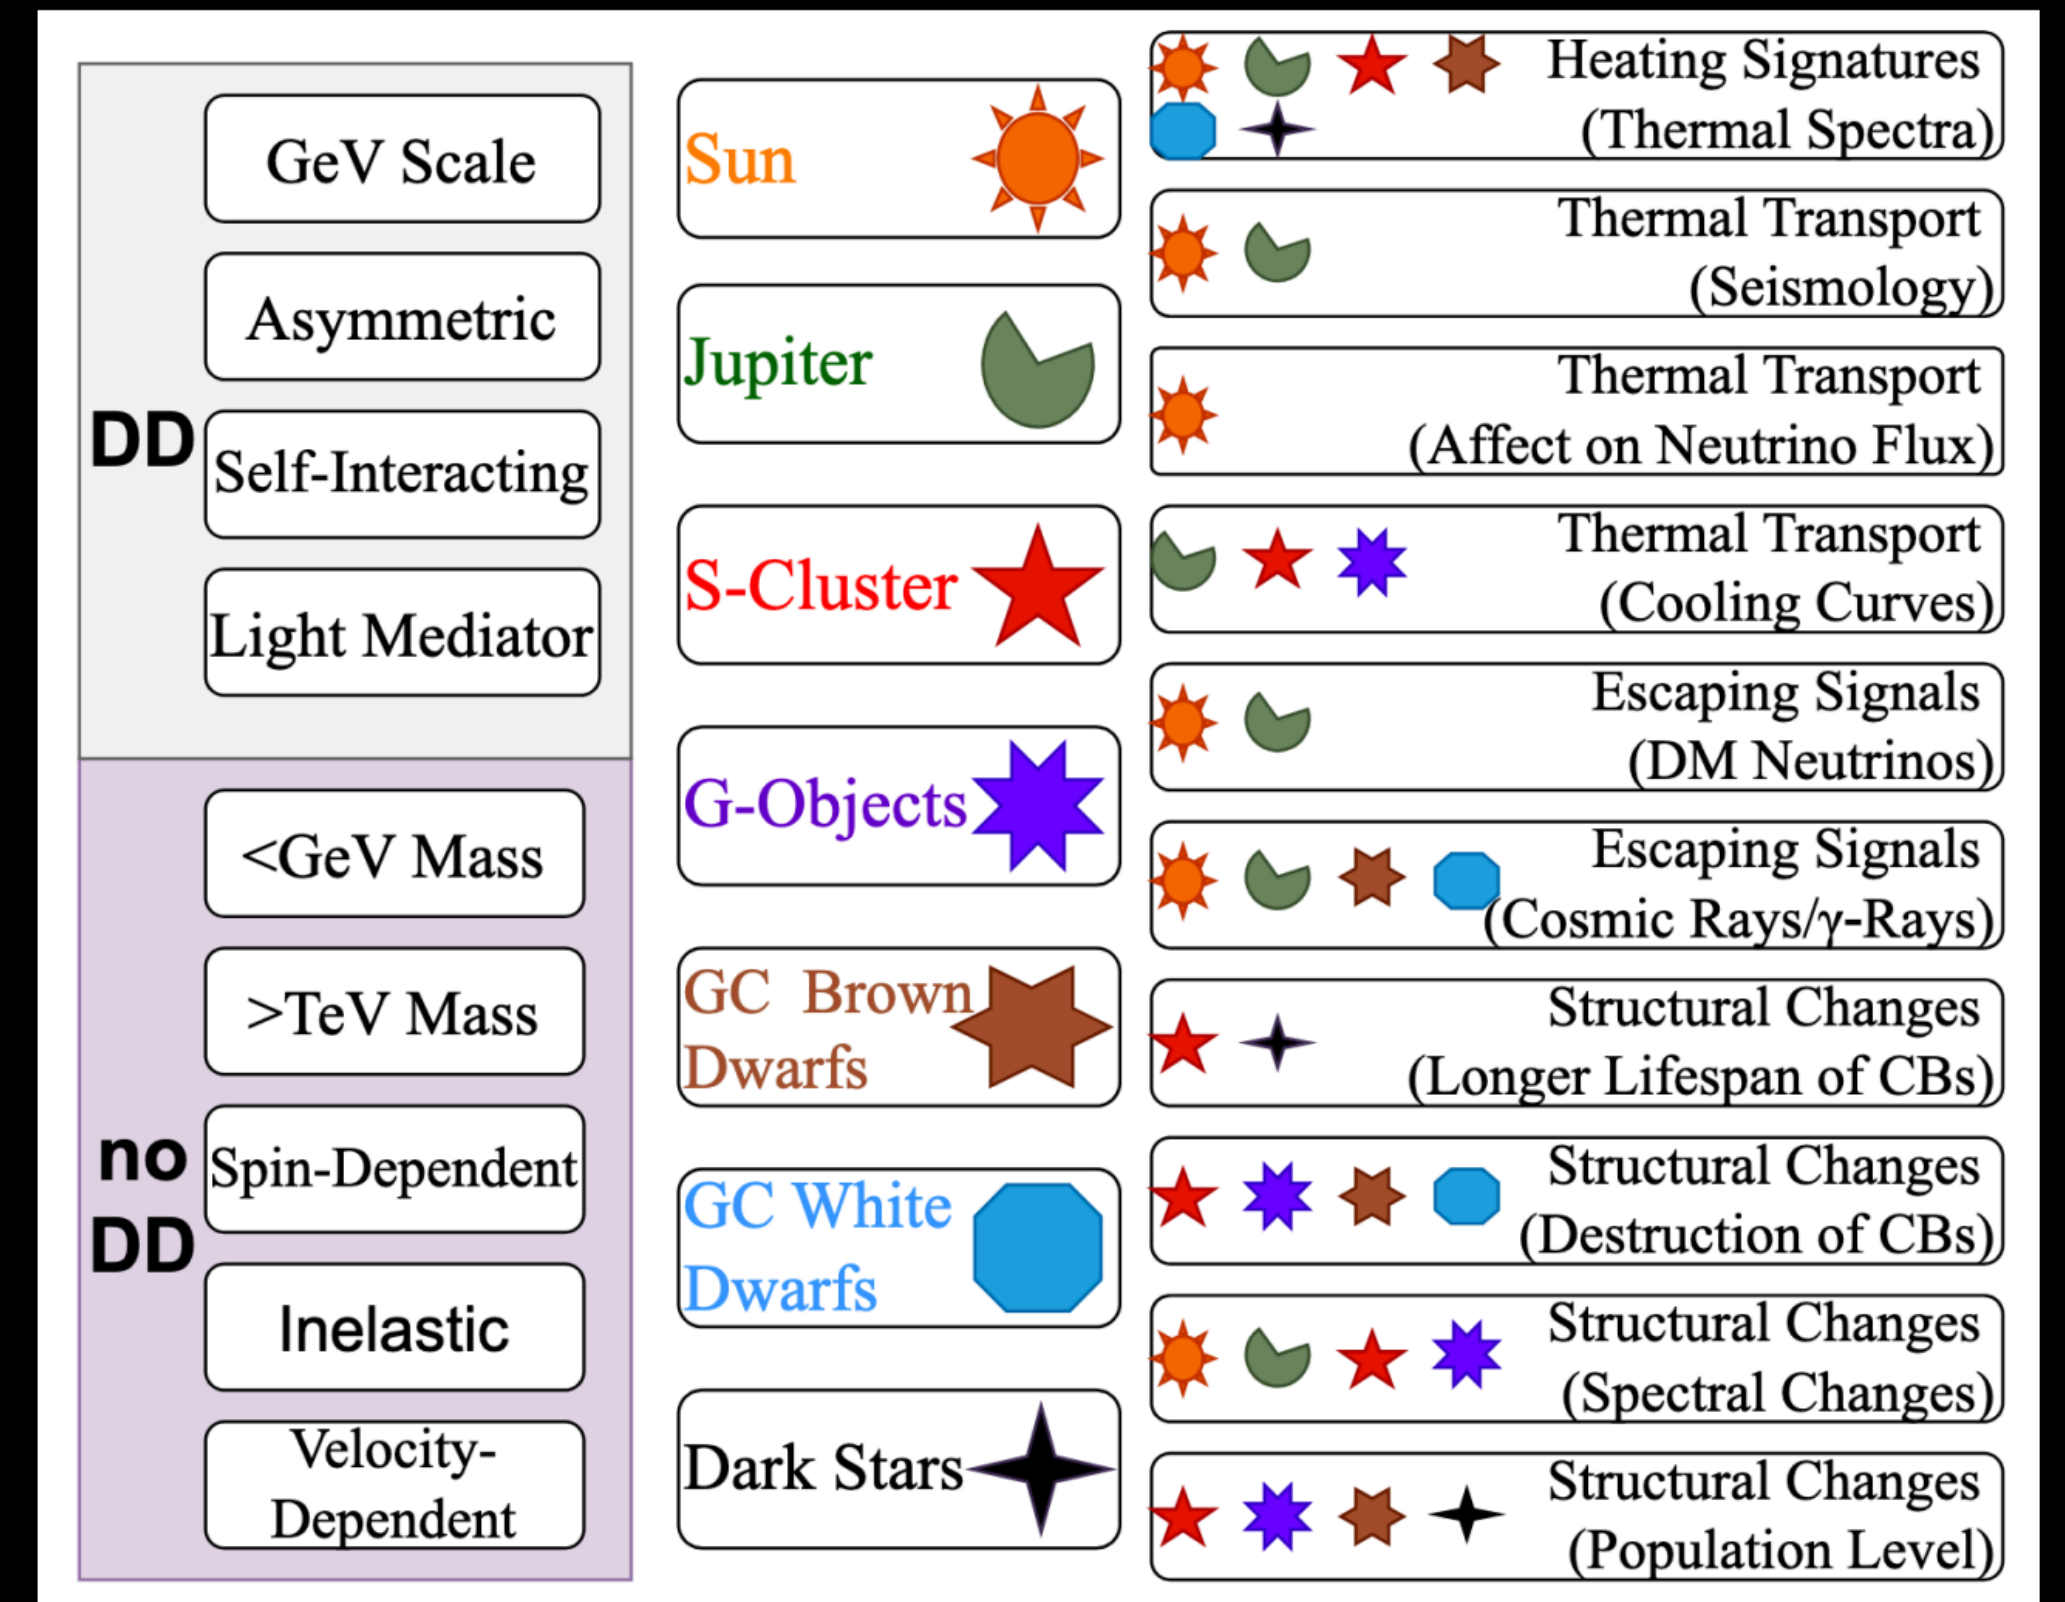 DD
GeV Scale
Asymmetric
Self-Interacting
Light Mediator
no
DD
<GeV Mass
>TeV Mass
Spin-Dependent
Inelastic
Velocity-
Dependent
Sun
Jupiter
S-Cluster
G-Objects
GC Brown
Dwarfs
GC White
Dwarfs
Dark Stars
Heating Signatures
(Thermal Spectra)
Thermal Transport
(Seismology)
Thermal Transport
(Affect on Neutrino Flux)
Thermal Transport
(Cooling Curves)
Escaping Signals
(DM Neutrinos)
Escaping Signals
(Cosmic Rays/γ-Rays)
Structural Changes
(Longer Lifespan of CBs)
Structural Changes
(Destruction of CBs)
Structural Changes
(Spectral Changes)
Structural Changes
(Population Level)